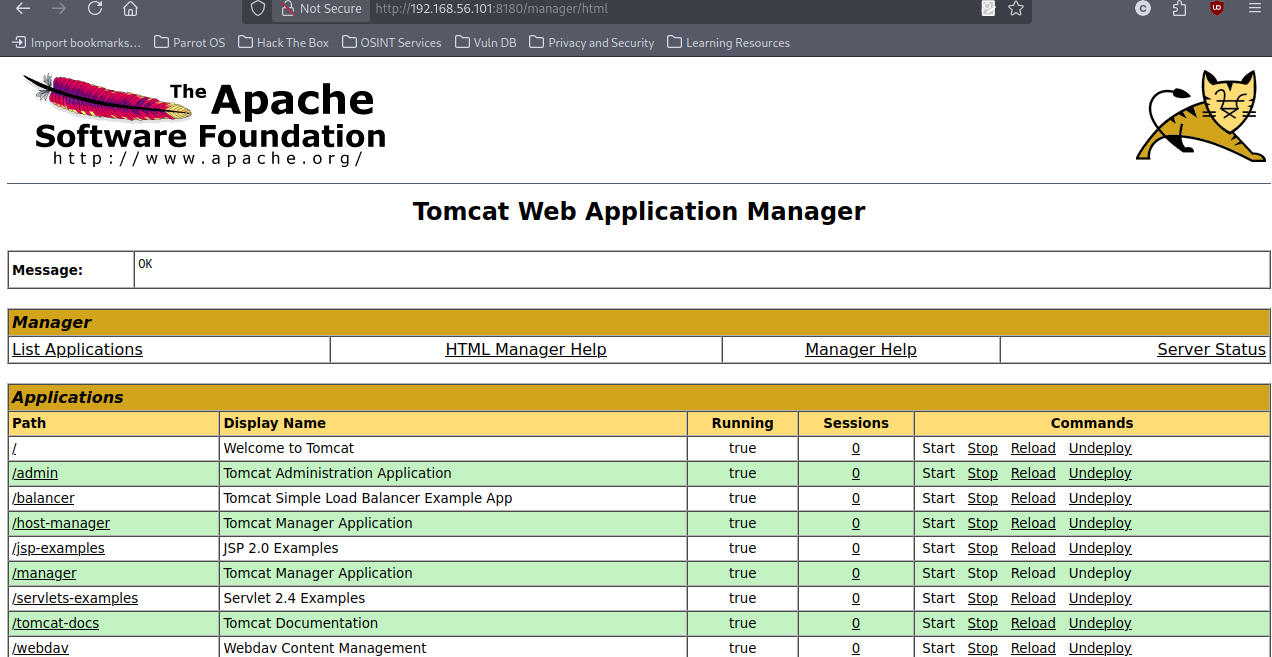 Not Secure http://192.168.56.101:8180/manager/html
Import bookmarks... Parrot OS Hack The Box OSINT Services Vuln DB Privacy and Security Learning Resources
The Apache
Software Foundation
http://www.apache.org/
Tomcat Web Application Manager
Message: OK
Manager
List Applications HTML Manager Help Manager Help Server Status
Applications
Path Display Name Running Sessions Commands
/ Welcome to Tomcat true 0 Start Stop Reload Undeploy
/admin Tomcat Administration Application true 0 Start Stop Reload Undeploy
/balancer Tomcat Simple Load Balancer Example App true 0 Start Stop Reload Undeploy
/host-manager Tomcat Manager Application true 0 Start Stop Reload Undeploy
/jsp-examples JSP 2.0 Examples true 0 Start Stop Reload Undeploy
/manager Tomcat Manager Application true 0 Start Stop Reload Undeploy
/servlets-examples Servlet 2.4 Examples true 0 Start Stop Reload Undeploy
/tomcat-docs Tomcat Documentation true 0 Start Stop Reload Undeploy
/webdav Webdav Content Management true 0 Start Stop Reload Undeploy